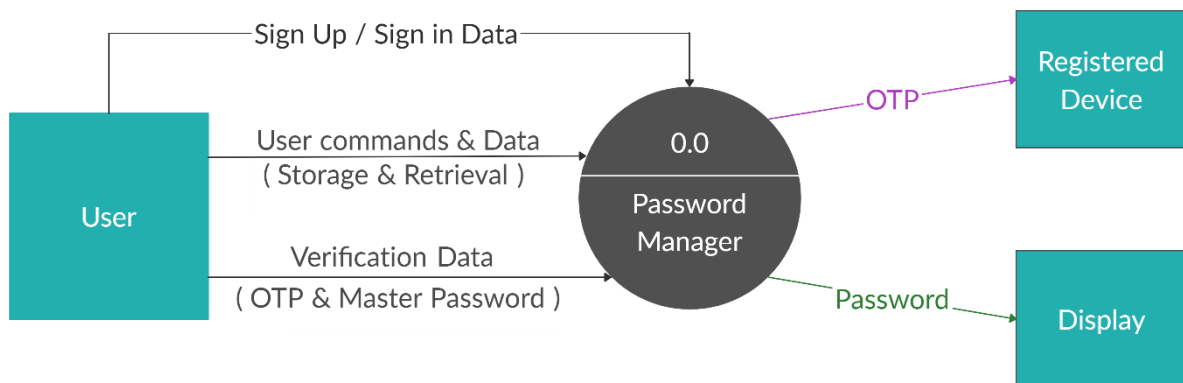 Sign Up / Sign in Data
User
User commands & Data
( Storage & Retrieval )
Verification Data
( OTP & Master Password )
0.0
Password
Manager
OTP
Registered
Device
Password
Display